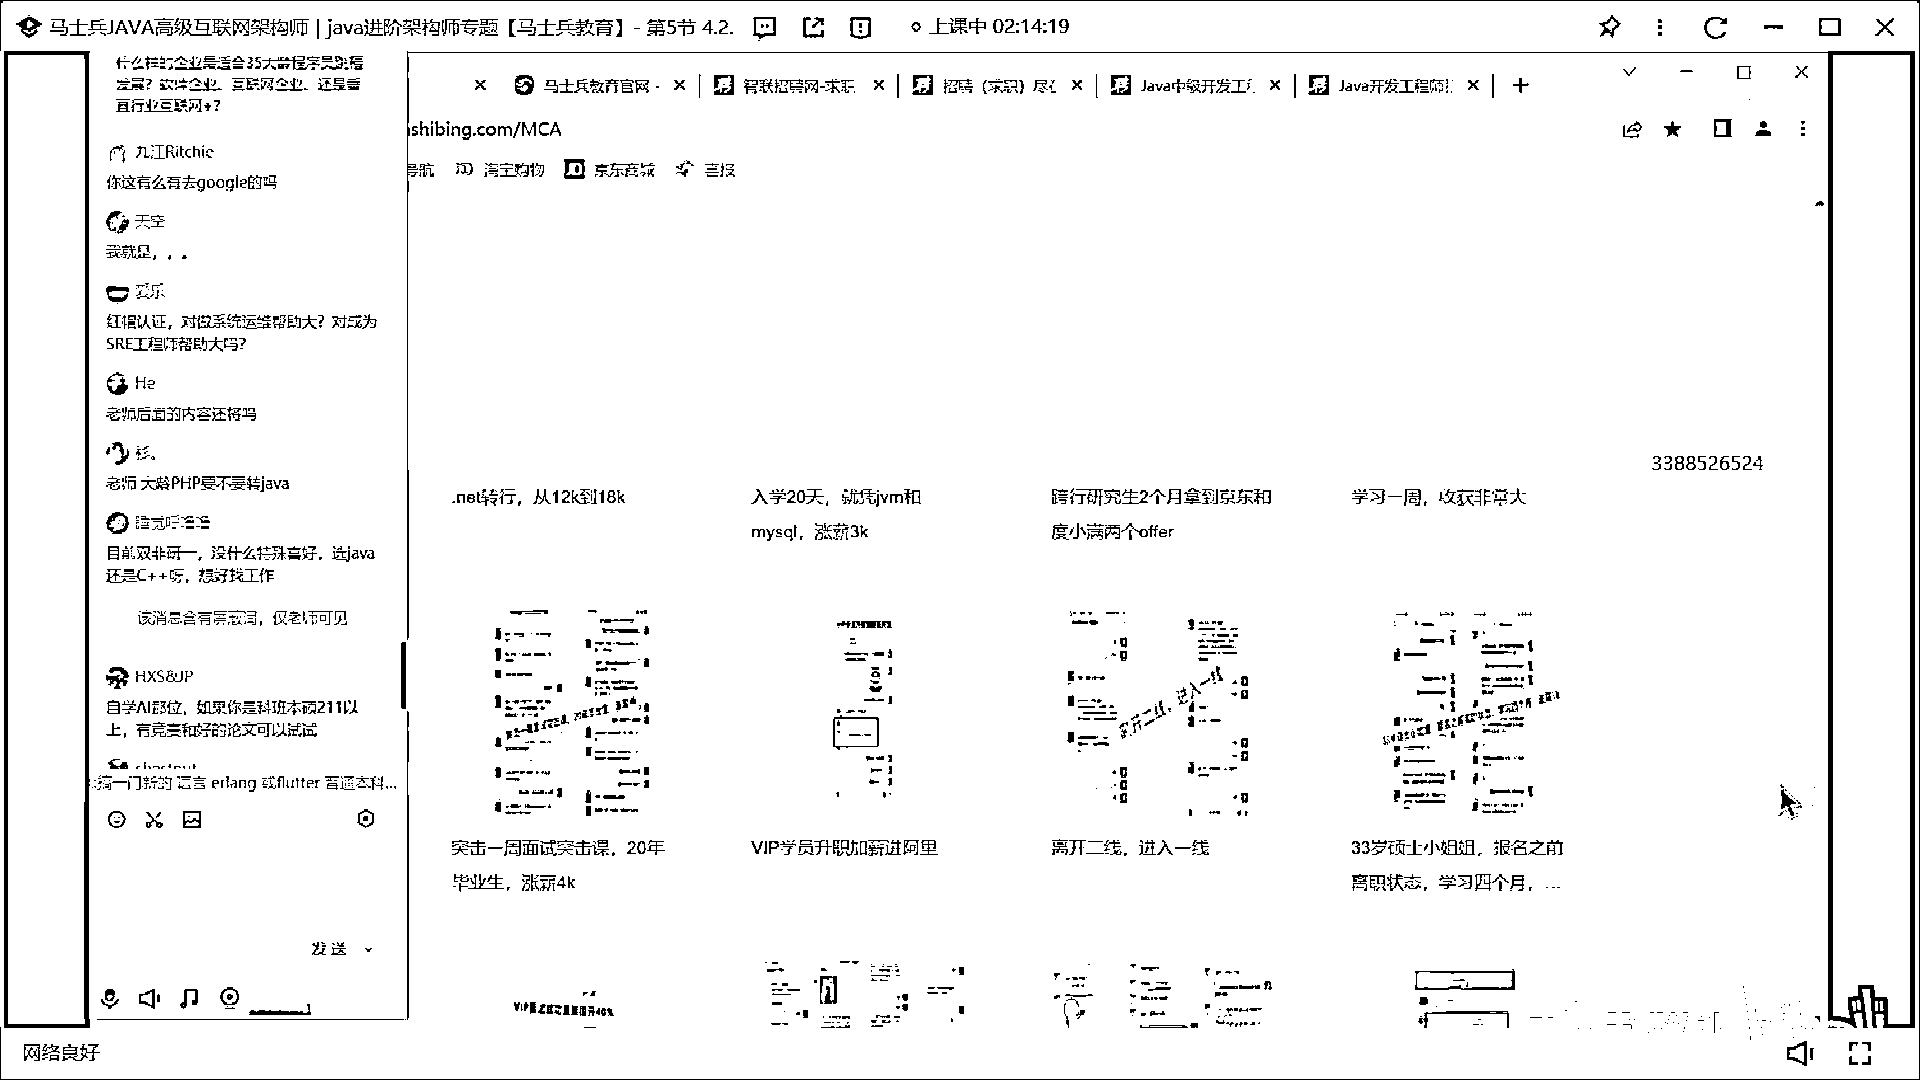 马士兵JAVA高级互联网架构师 | java进阶架构师专题【马士兵教育】- 第5节 4.2.
上课中 02:14:19
什么样的企业是适合35大龄程序员跳槽
发展？软件企业、互联网企业、还是垂
直行业互联网+？
九江Ritchie
你这有么有去google的吗
天空
我就是，，。
爱乐
红帽认证，对做系统运维帮助大？对成为
SRE工程师帮助大吗？
He
老师后面的内容还将吗
老师 大龄PHP要不要转java
目前双非研一，没什么特殊喜好，选java
还是C++呀，想好找工作
该消息含有屏蔽词，仅老师可见
HXS&JP
自学AI部位，如果你是科班本硕211以
上，有竞赛和好的论文可以试试
搞一门新的 语言 erlang 或flutter 普通本科...
发送
网络良好
马士兵教育官网 -
智联招聘网-求职
招聘（求职）尽在
Java中级开发工程
Java开发工程师招
ashibing.com/MCA
导航
淘宝购物
京东商城
喜报
3388526524
.net转行，从12k到18k
入学20天，就凭jvm和
mysql，涨薪3k
跨行研究生2个月拿到京东和
度小满两个offer
学习一周，收获非常大
突击一周面试突击课，20年
毕业生，涨薪4k
VIP学员升职加薪进阿里
离开二线，进入一线
33岁硕士小姐姐，报名之前
离职状态，学习四个月，...